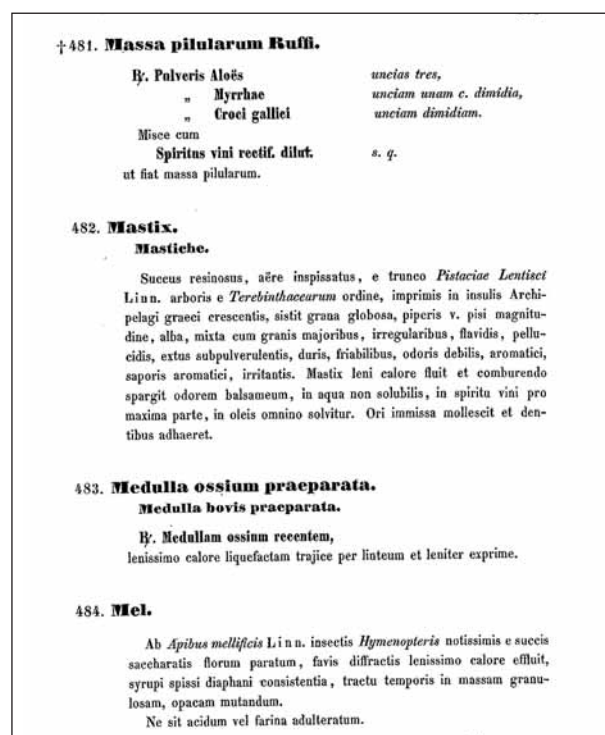 †481. Massa pilularum Ruffi.
℞. Pulveris Aloës uncias tres,
„ Myrrhae unciam unam c. dimidia,
„ Croci gallici unciam dimidiam.
Misce cum
Spiritus vini rectif. dilut. s. q.
ut fiat massa pilularum.
482. Mastix.
Mastiche.
Succus resinosus, aëre inspissatus, e trunco Pistaciae Lentisci
Linn. arboris e Terebinthacearum ordine, imprimis in insulis Archi-
pelagi graeci crescentis, sistit grana globosa, piperis v. pisi magnitu-
dine, alba, mixta cum granis majoribus, irregularibus, flavidis, pellu-
cidis, extus subpulverulentis, duris, friabilibus, odoris debilis, aromatici,
saporis aromatici, irritantis. Mastix leni calore fluit et comburendo
spargit odorem balsameum, in aqua non solubilis, in spiritu vini pro
maxima parte, in oleis omnino solvitur. Ori immissa mollescit et den-
tibus adhaeret.
483. Medulla ossium praeparata.
Medulla bovis praeparata.
℞. Medullam ossium recentem,
lenissimo calore liquefactam trajice per linteum et leniter exprime.
484. Mel.
Ab Apibus mellificis Linn. insectis Hymenopteris notissimis e succis
saccharatis florum paratum, favis diffractis lenissimo calore effluit,
syrupi spissi diaphani consistentia, tractu temporis in massam granu-
losam, opacam mutandum.
Ne sit acidum vel farina adulteratum.